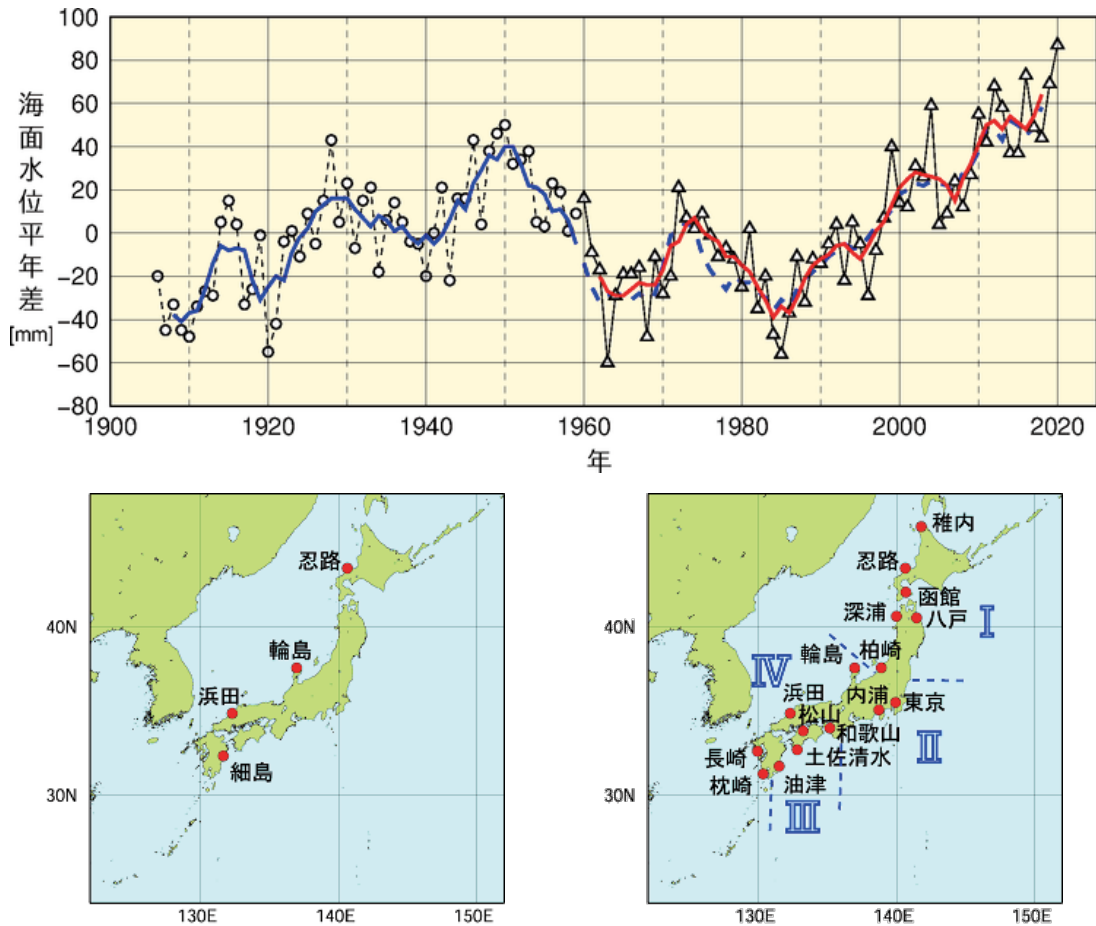 100
80
60
40
20
0
−20
−40
−60
−80
海面水位平年差
[mm]
1900
1920
1940
1960
1980
2000
2020
年
忍路
輪島
浜田
細島
40N
30N
130E
140E
150E
稚内
忍路
函館
深浦
八戸
I
輪島
柏崎
IV
浜田
内浦
東京
松山
和歌山
II
長崎
土佐清水
枕崎
油津
III
40N
30N
130E
140E
150E